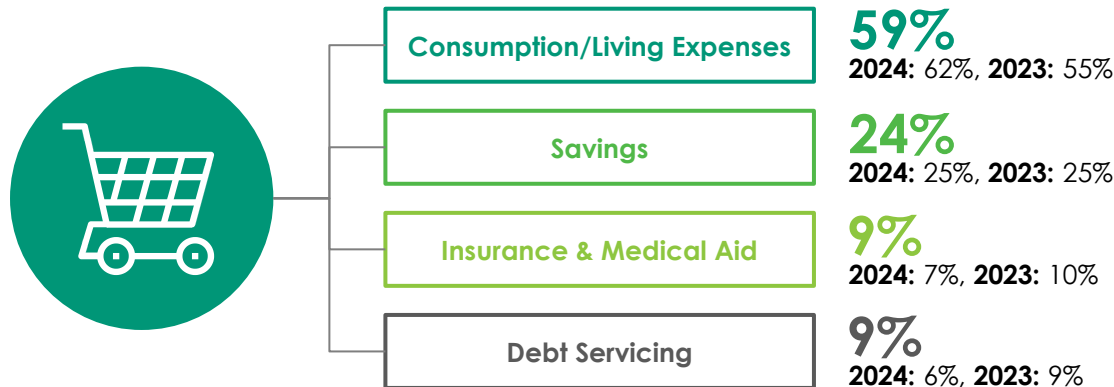 Consumption/Living Expenses
59%
2024: 62%, 2023: 55%
Savings
24%
2024: 25%, 2023: 25%
Insurance & Medical Aid
9%
2024: 7%, 2023: 10%
Debt Servicing
9%
2024: 6%, 2023: 9%